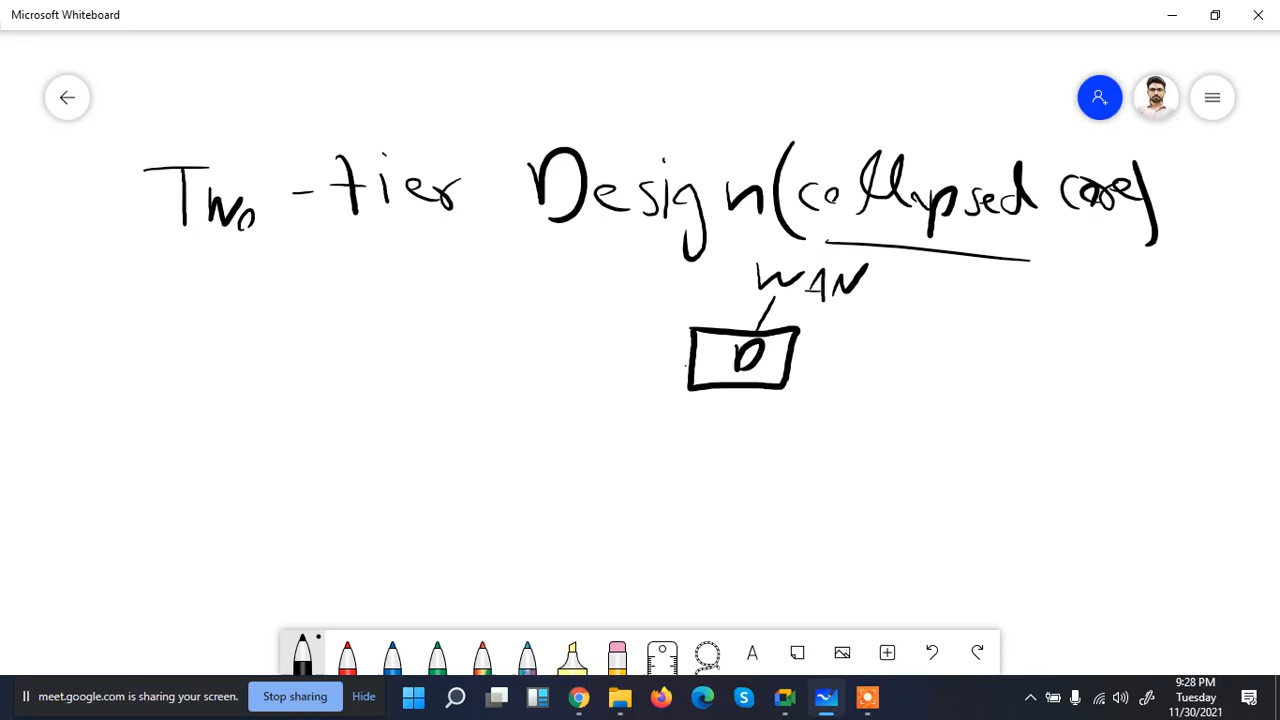 Microsoft Whiteboard
Two-tier Design (collapsed core)
WAN
D
A
meet.google.com is sharing your screen.
Stop sharing
Hide
9:28 PM
Tuesday
11/30/2021